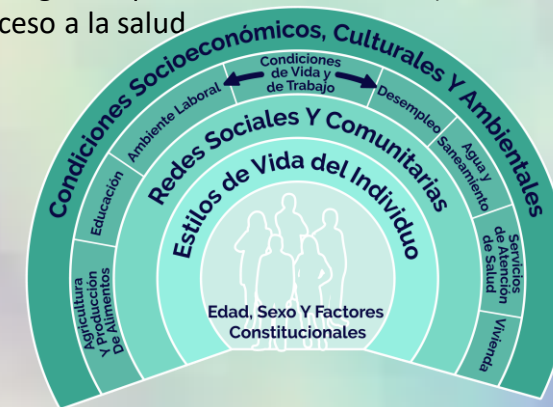 ceso a la salud
Condiciones Socioeconómicos, Culturales Y Ambientales
Agricultura
Y Producción
De Alimentos
Educación
Ambiente Laboral
Condiciones
de Vida y
de Trabajo
Desempleo
Agua y
Saneamiento
Servicios
de Atención
de Salud
Vivienda
Redes Sociales Y Comunitarias
Estilos de Vida del Individuo
Edad, Sexo Y Factores
Constitucionales